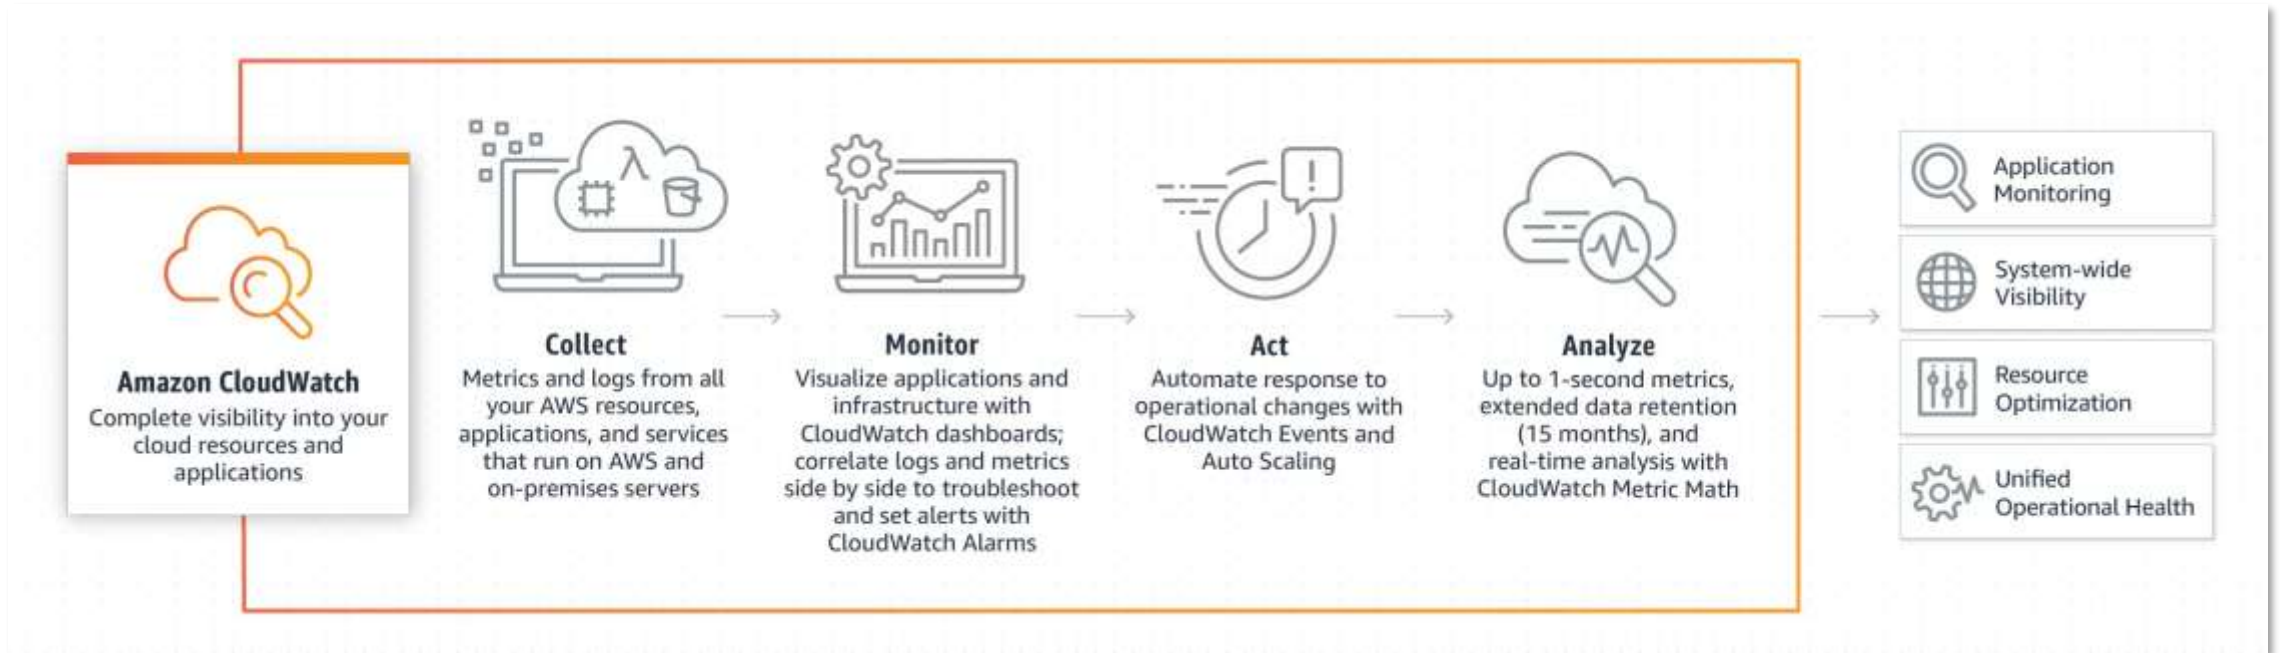 Amazon CloudWatch
Complete visibility into your
cloud resources and
applications
Collect
Metrics and logs from all
your AWS resources,
applications, and services
that run on AWS and
on-premises servers
Monitor
Visualize applications and
infrastructure with
CloudWatch dashboards;
correlate logs and metrics
side by side to troubleshoot
and set alerts with
CloudWatch Alarms
Act
Automate response to
operational changes with
CloudWatch Events and
Auto Scaling
Analyze
Up to 1-second metrics,
extended data retention
(15 months), and
real-time analysis with
CloudWatch Metric Math
Application
Monitoring
System-wide
Visibility
Resource
Optimization
Unified
Operational Health